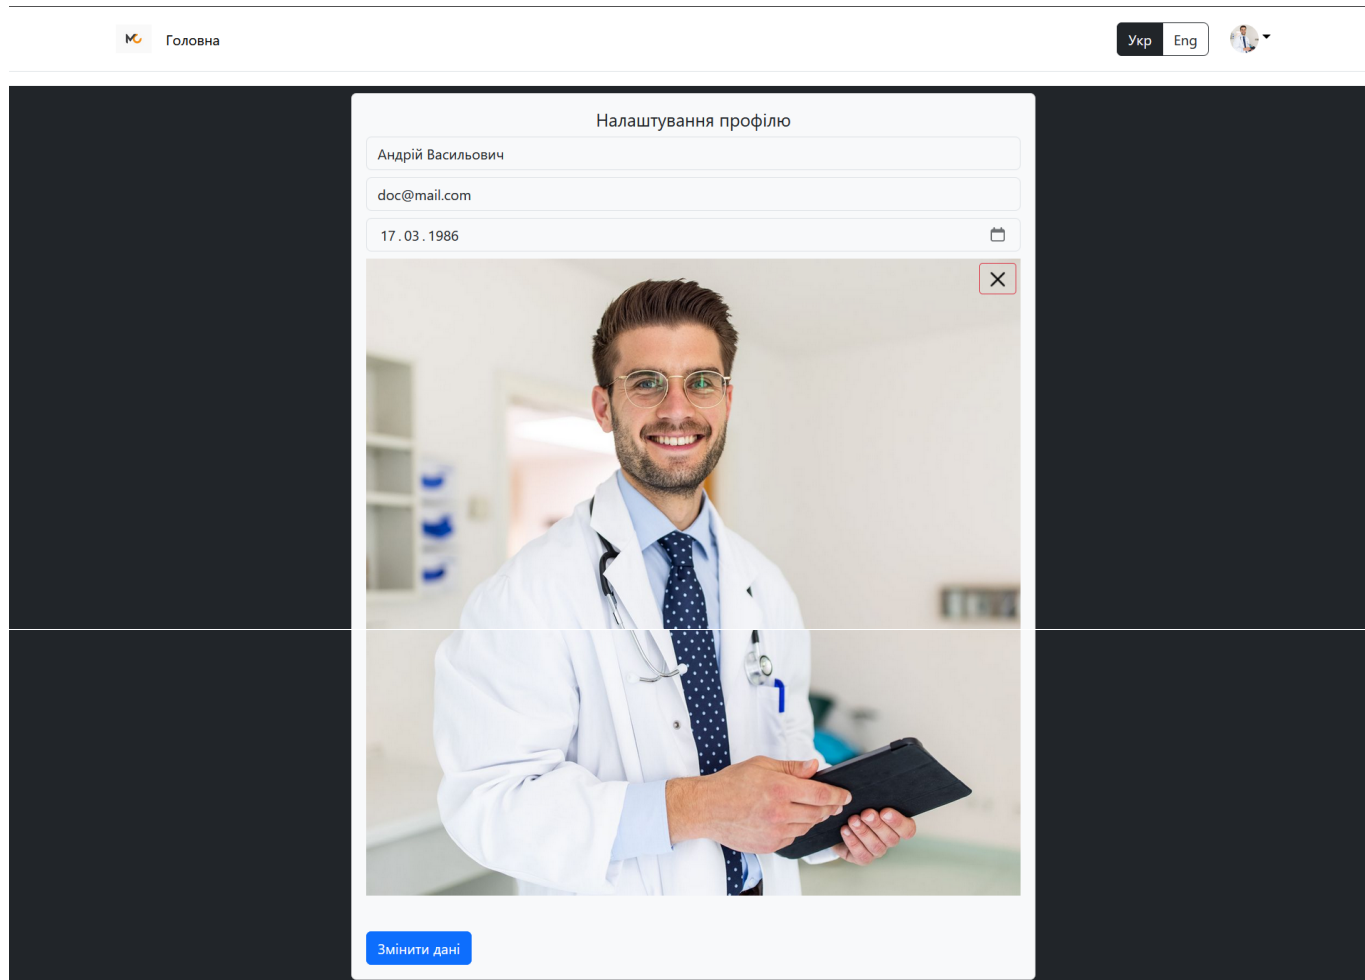 MC Головна Укр Eng
Налаштування профілю
Андрій Васильович
doc@mail.com
17.03.1986
Змінити дані